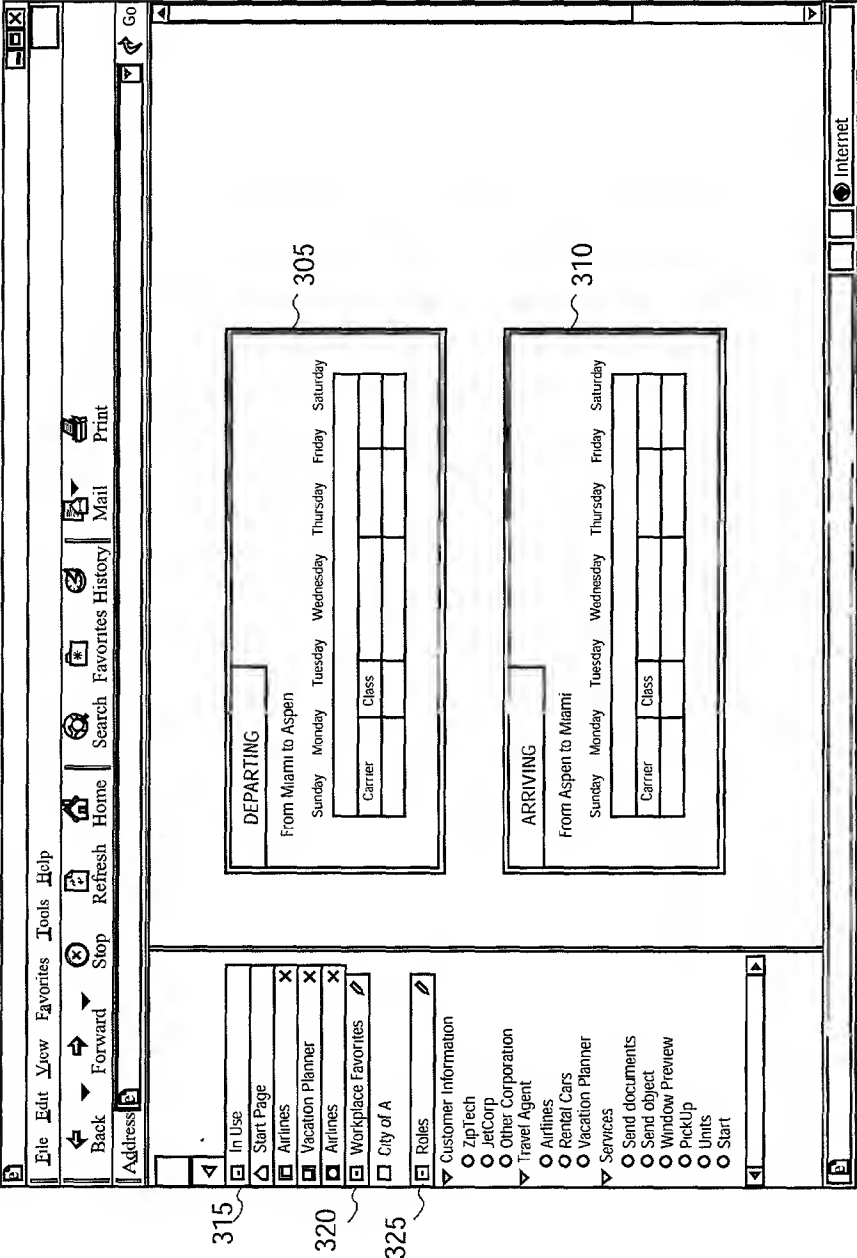 File Edit View Favorites Tools Help
Back Forward Stop Refresh Home Search Favorites History Mail Print
Address Go
315
In Use
Start Page
Airlines
Vacation Planner
Airlines
320
Workplace Favorites
City of A
325
Roles
Customer Information
ZipTech
JetCorp
Other Corporation
Travel Agent
Airlines
Rental Cars
Vacation Planner
Services
Send documents
Send object
Window Preview
PickUp
Units
Start
DEPARTING
305
From Miami to Aspen
Sunday Monday Tuesday Wednesday Thursday Friday Saturday
Carrier Class
ARRIVING
310
From Aspen to Miami
Sunday Monday Tuesday Wednesday Thursday Friday Saturday
Carrier Class
Internet